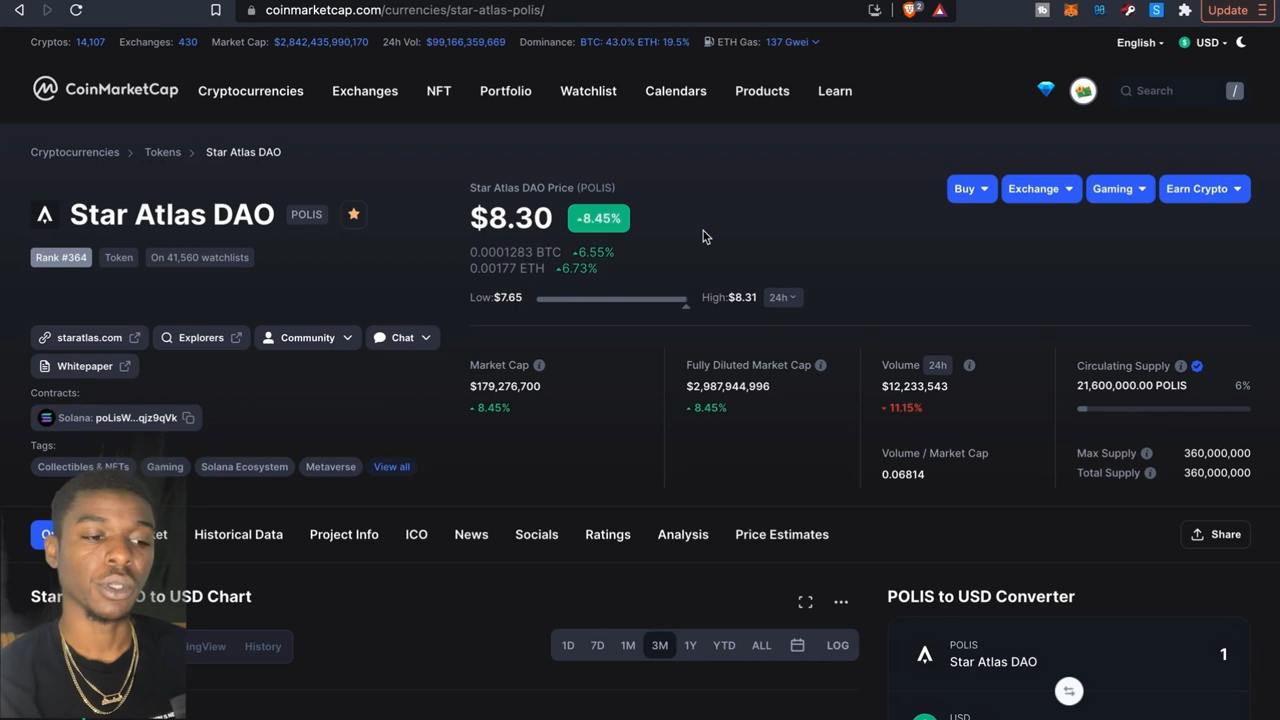 coinmarketcap.com/currencies/star-atlas-polis/
2
Update
Cryptos: 14,107 Exchanges: 430 Market Cap: $2,842,435,990,170 24h Vol: $99,166,359,669 Dominance: BTC: 43.0% ETH: 19.5% ETH Gas: 137 Gwei
English USD
CoinMarketCap Cryptocurrencies Exchanges NFT Portfolio Watchlist Calendars Products Learn Search /
Cryptocurrencies > Tokens > Star Atlas DAO
Star Atlas DAO POLIS
Rank #364 Token On 41,560 watchlists
Star Atlas DAO Price (POLIS)
$8.30 8.45%
0.0001283 BTC 6.55%
0.00177 ETH 6.73%
Low:$7.65 High:$8.31 24h
Buy Exchange Gaming Earn Crypto
staratlas.com Explorers Community Chat
Whitepaper
Contracts:
Solana: poLisW...qjz9qVk
Tags:
Collectibles & NFTs Gaming Solana Ecosystem Metaverse View all
Market Cap
$179,276,700
8.45%
Fully Diluted Market Cap
$2,987,944,996
8.45%
Volume 24h
$12,233,543
11.15%
Volume / Market Cap
0.06814
Circulating Supply
21,600,000.00 POLIS 6%
Max Supply 360,000,000
Total Supply 360,000,000
Historical Data Project Info ICO News Socials Ratings Analysis Price Estimates Share
to USD Chart
History
1D 7D 1M 3M 1Y YTD ALL LOG
POLIS to USD Converter
POLIS
Star Atlas DAO 1
USD